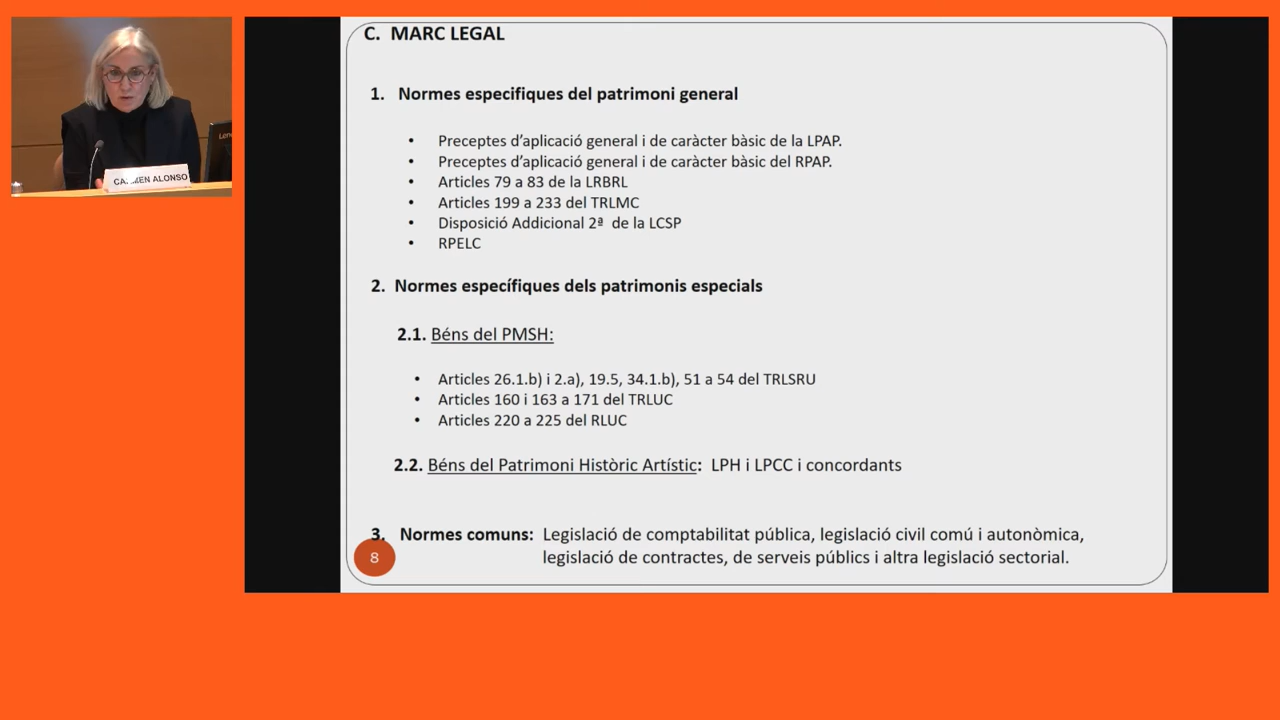 CARMEN ALONSO
C. MARC LEGAL
1. Normes especifiques del patrimoni general
• Preceptes d'aplicació general i de caràcter bàsic de la LPAP.
• Preceptes d'aplicació general i de caràcter bàsic del RPAP.
• Articles 79 a 83 de la LRBRL
• Articles 199 a 233 del TRLMC
• Disposició Addicional 2ª de la LCSP
• RPELC
2. Normes específiques dels patrimonis especials
2.1. Béns del PMSH:
• Articles 26.1.b) i 2.a), 19.5, 34.1.b), 51 a 54 del TRLSRU
• Articles 160 i 163 a 171 del TRLUC
• Articles 220 a 225 del RLUC
2.2. Béns del Patrimoni Històric Artístic: LPH i LPCC i concordants
3. Normes comuns: Legislació de comptabilitat pública, legislació civil comú i autonòmica,
legislació de contractes, de serveis públics i altra legislació sectorial.
8